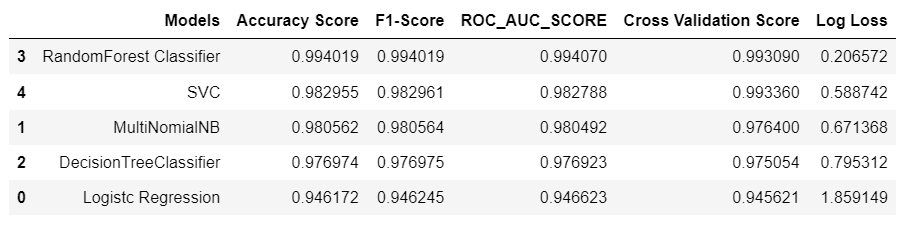 Models Accuracy Score F1-Score ROC_AUC_SCORE Cross Validation Score Log Loss
3 RandomForest Classifier 0.994019 0.994019 0.994070 0.993090 0.206572
4 SVC 0.982955 0.982961 0.982788 0.993360 0.588742
1 MultiNomialNB 0.980562 0.980564 0.980492 0.976400 0.671368
2 DecisionTreeClassifier 0.976974 0.976975 0.976923 0.975054 0.795312
0 Logistc Regression 0.946172 0.946245 0.946623 0.945621 1.859149